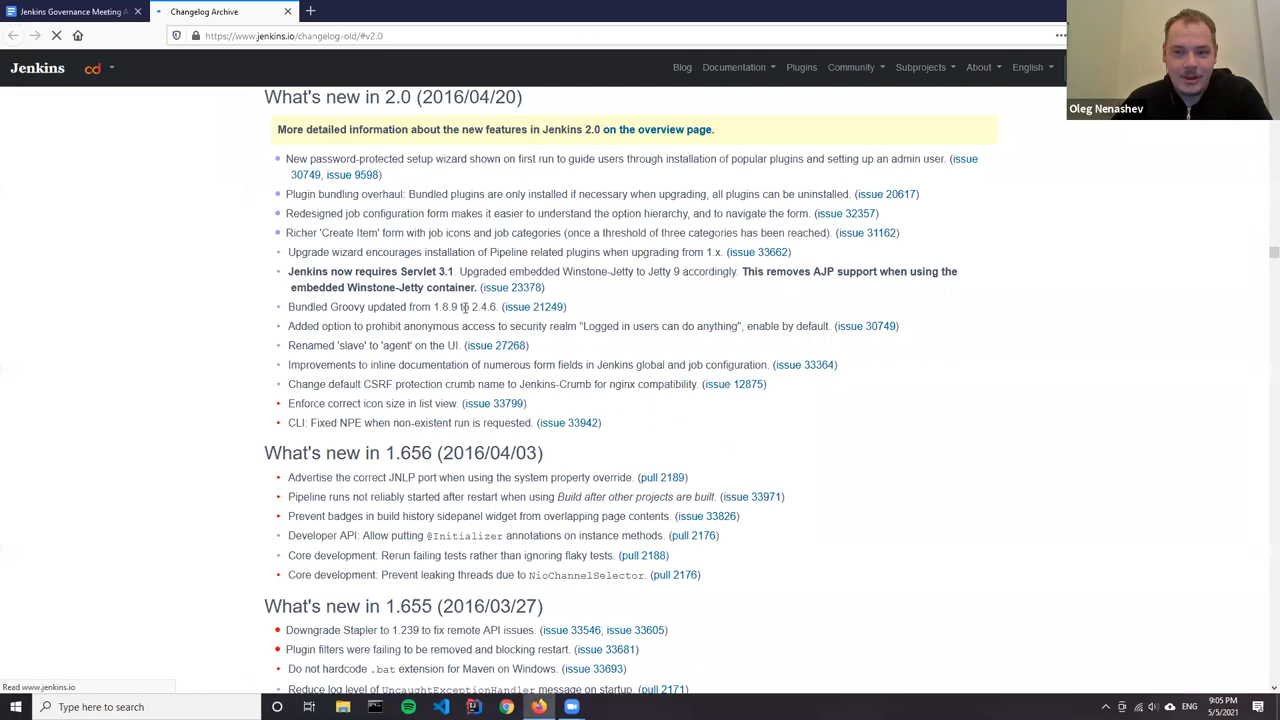 Jenkins Governance Meeting A
Changelog Archive
https://www.jenkins.io/changelog-old/#v2.0
Jenkins
cd
Blog
Documentation
Plugins
Community
Subprojects
About
English
Oleg Nenashev
What's new in 2.0 (2016/04/20)
More detailed information about the new features in Jenkins 2.0 on the overview page.
New password-protected setup wizard shown on first run to guide users through installation of popular plugins and setting up an admin user. (issue
30749, issue 9598)
Plugin bundling overhaul: Bundled plugins are only installed if necessary when upgrading, all plugins can be uninstalled. (issue 20617)
Redesigned job configuration form makes it easier to understand the option hierarchy, and to navigate the form. (issue 32357)
Richer 'Create Item' form with job icons and job categories (once a threshold of three categories has been reached). (issue 31162)
Upgrade wizard encourages installation of Pipeline related plugins when upgrading from 1.x. (issue 33662)
Jenkins now requires Servlet 3.1. Upgraded embedded Winstone-Jetty to Jetty 9 accordingly. This removes AJP support when using the
embedded Winstone-Jetty container. (issue 23378)
Bundled Groovy updated from 1.8.9 to 2.4.6. (issue 21249)
Added option to prohibit anonymous access to security realm "Logged in users can do anything", enable by default. (issue 30749)
Renamed 'slave' to 'agent' on the UI. (issue 27268)
Improvements to inline documentation of numerous form fields in Jenkins global and job configuration. (issue 33364)
Change default CSRF protection crumb name to Jenkins-Crumb for nginx compatibility. (issue 12875)
Enforce correct icon size in list view. (issue 33799)
CLI: Fixed NPE when non-existent run is requested. (issue 33942)
What's new in 1.656 (2016/04/03)
Advertise the correct JNLP port when using the system property override. (pull 2189)
Pipeline runs not reliably started after restart when using Build after other projects are built. (issue 33971)
Prevent badges in build history sidepanel widget from overlapping page contents. (issue 33826)
Developer API: Allow putting @Initializer annotations on instance methods. (pull 2176)
Core development: Rerun failing tests rather than ignoring flaky tests. (pull 2188)
Core development: Prevent leaking threads due to NioChannelSelector. (pull 2176)
What's new in 1.655 (2016/03/27)
Downgrade Stapler to 1.239 to fix remote API issues. (issue 33546, issue 33605)
Plugin filters were failing to be removed and blocking restart. (issue 33681)
Do not hardcode .bat extension for Maven on Windows. (issue 33693)
Reduce log level of UncaughtExceptionHandler message on startup. (pull 2171)
Read www.jenkins.io
Type here to search
9:05 PM
5/5/2021